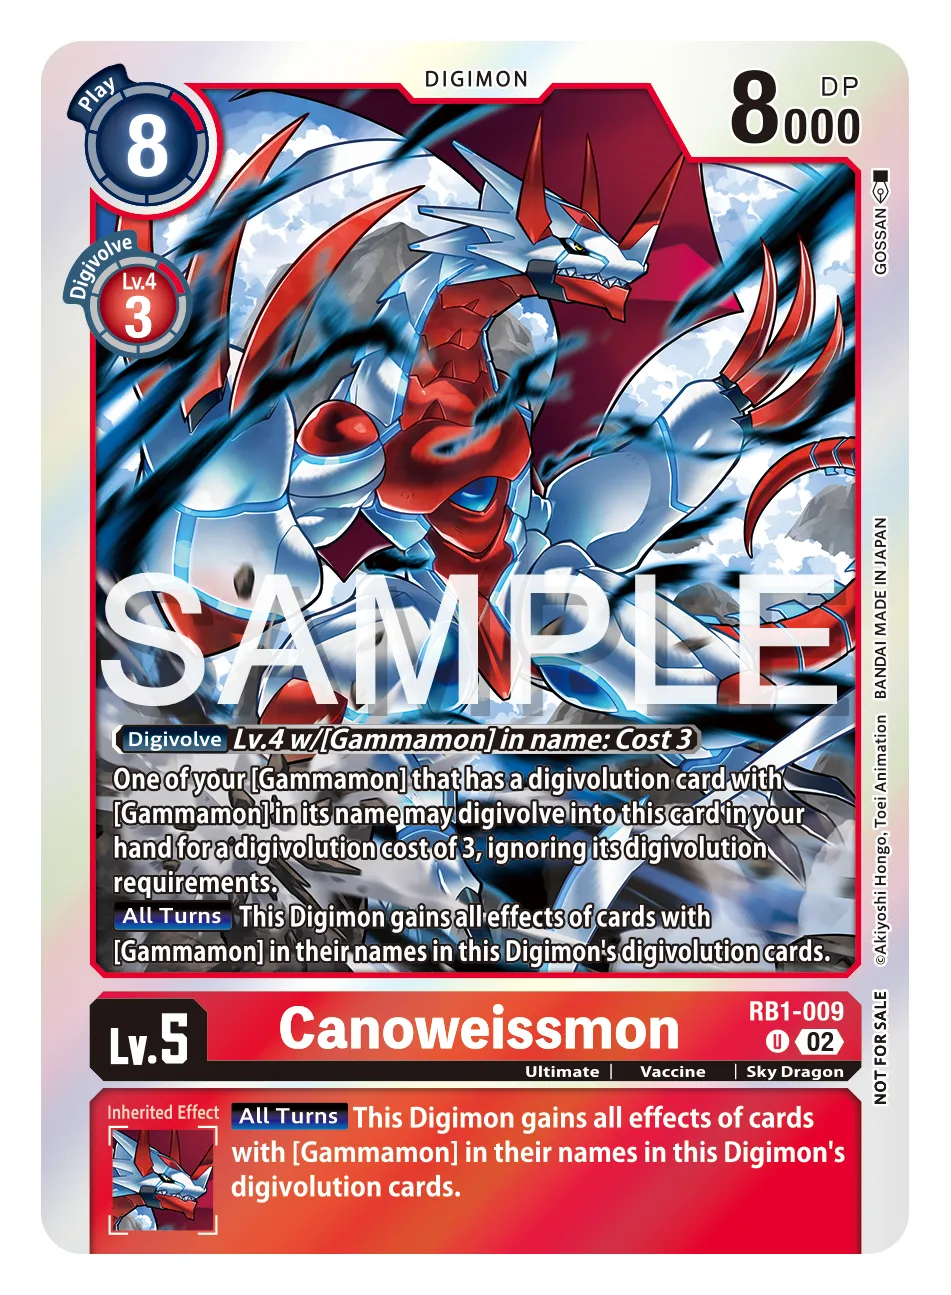 DIGIMON
Play
8
DP
8000
Digivolve
Lv.4
3
GOSSAN
BANDAI MADE IN JAPAN
©Akiyoshi Hongo, Toei Animation
NOT FOR SALE
SAMPLE
Digivolve Lv.4 w/[Gammamon] in name: Cost 3
One of your [Gammamon] that has a digivolution card with
[Gammamon] in its name may digivolve into this card in your
hand for a digivolution cost of 3, ignoring its digivolution
requirements.
All Turns This Digimon gains all effects of cards with
[Gammamon] in their names in this Digimon's digivolution cards.
Lv.5
Canoweissmon
RB1-009
U 02
Ultimate | Vaccine | Sky Dragon
Inherited Effect
All Turns This Digimon gains all effects of cards
with [Gammamon] in their names in this Digimon's
digivolution cards.